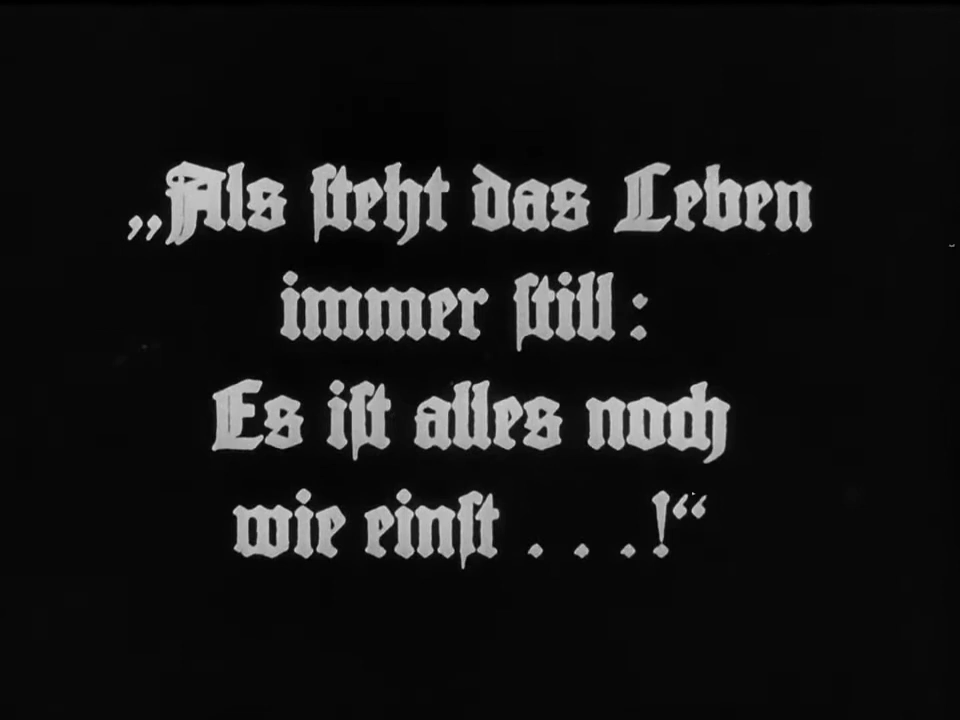 „Als steht das Leben
immer still:
Es ist alles noch
wie einst . . .!“